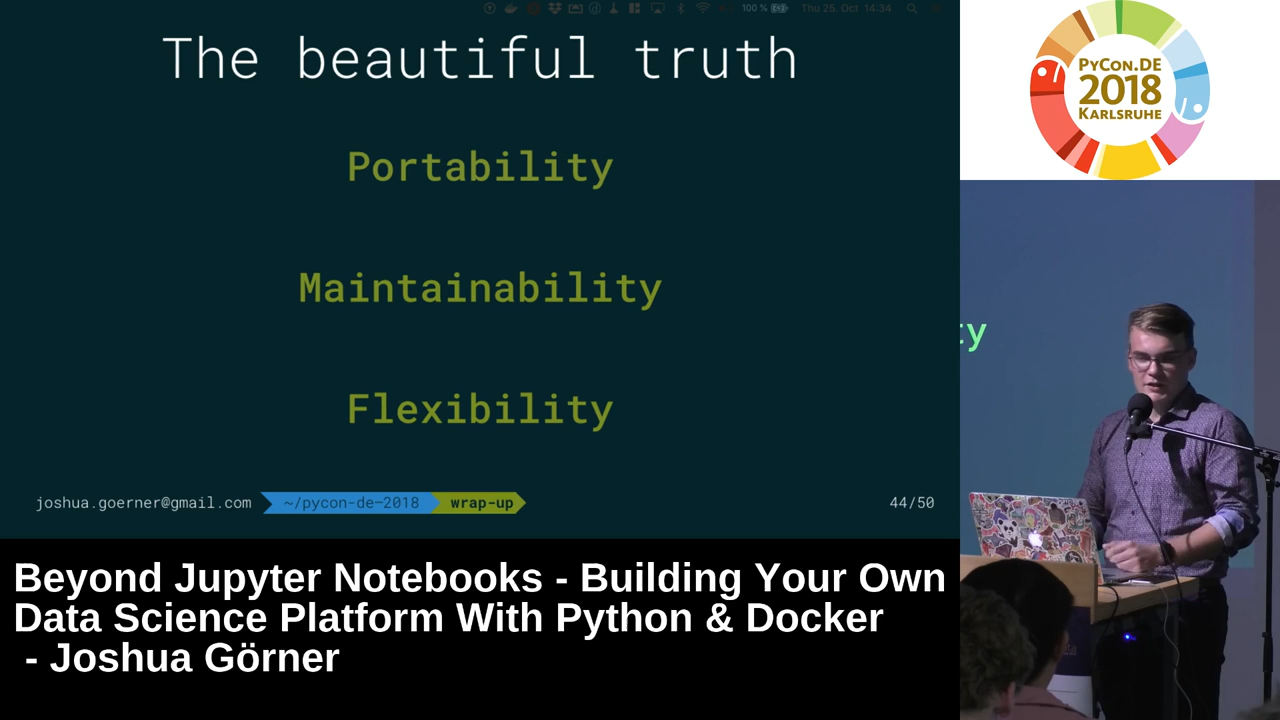 100 %
Thu 25. Oct 14:34
The beautiful truth
Portability
Maintainability
Flexibility
joshua.goerner@gmail.com ~/pycon-de-2018 wrap-up 44/50
PYCON.DE
2018
KARLSRUHE
ty
Beyond Jupyter Notebooks - Building Your Own
Data Science Platform With Python & Docker
- Joshua Görner